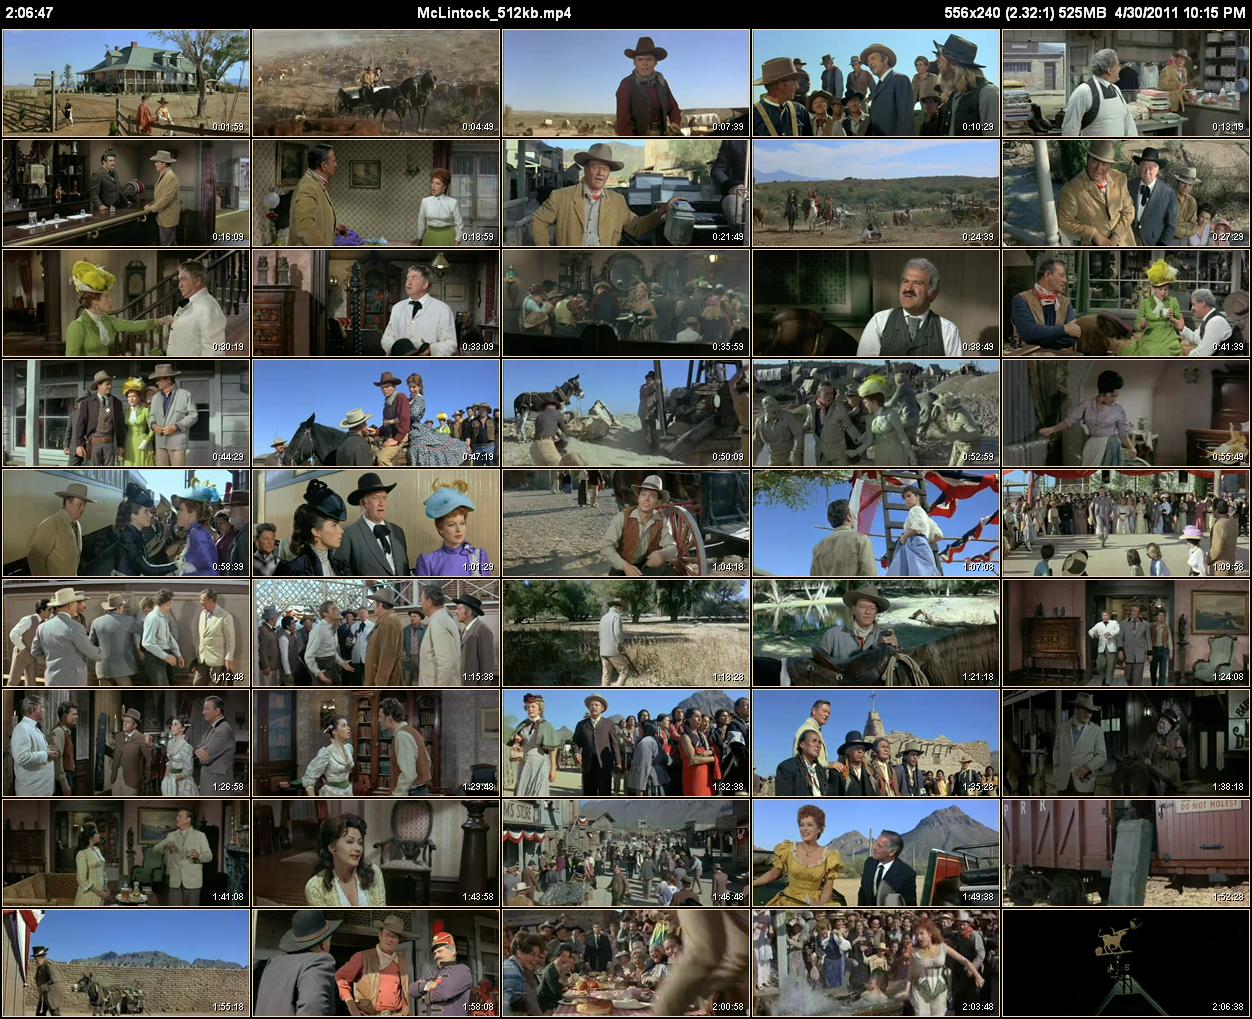 2:06:47 McLintock_512kb.mp4 556x240 (2.32:1) 525MB 4/30/2011 10:15 PM
0:01:59 0:04:49 0:07:39 0:10:29 0:13:19
0:16:09 0:18:59 0:21:49 0:24:39 0:27:29
0:30:19 0:33:09 0:35:59 0:38:49 0:41:39
0:44:29 0:47:19 0:50:09 0:52:59 0:55:49
0:58:39 1:01:29 1:04:18 1:07:08 1:09:58
1:12:48 1:15:38 1:18:28 1:21:18 1:24:08
1:26:58 1:29:48 1:32:38 1:35:28 1:38:18
M'S STORE
R R
DO NOT MOLEST
1:41:08 1:43:58 1:46:48 1:49:38 1:52:28
S
1:55:18 1:58:08 2:00:58 2:03:48 2:06:38